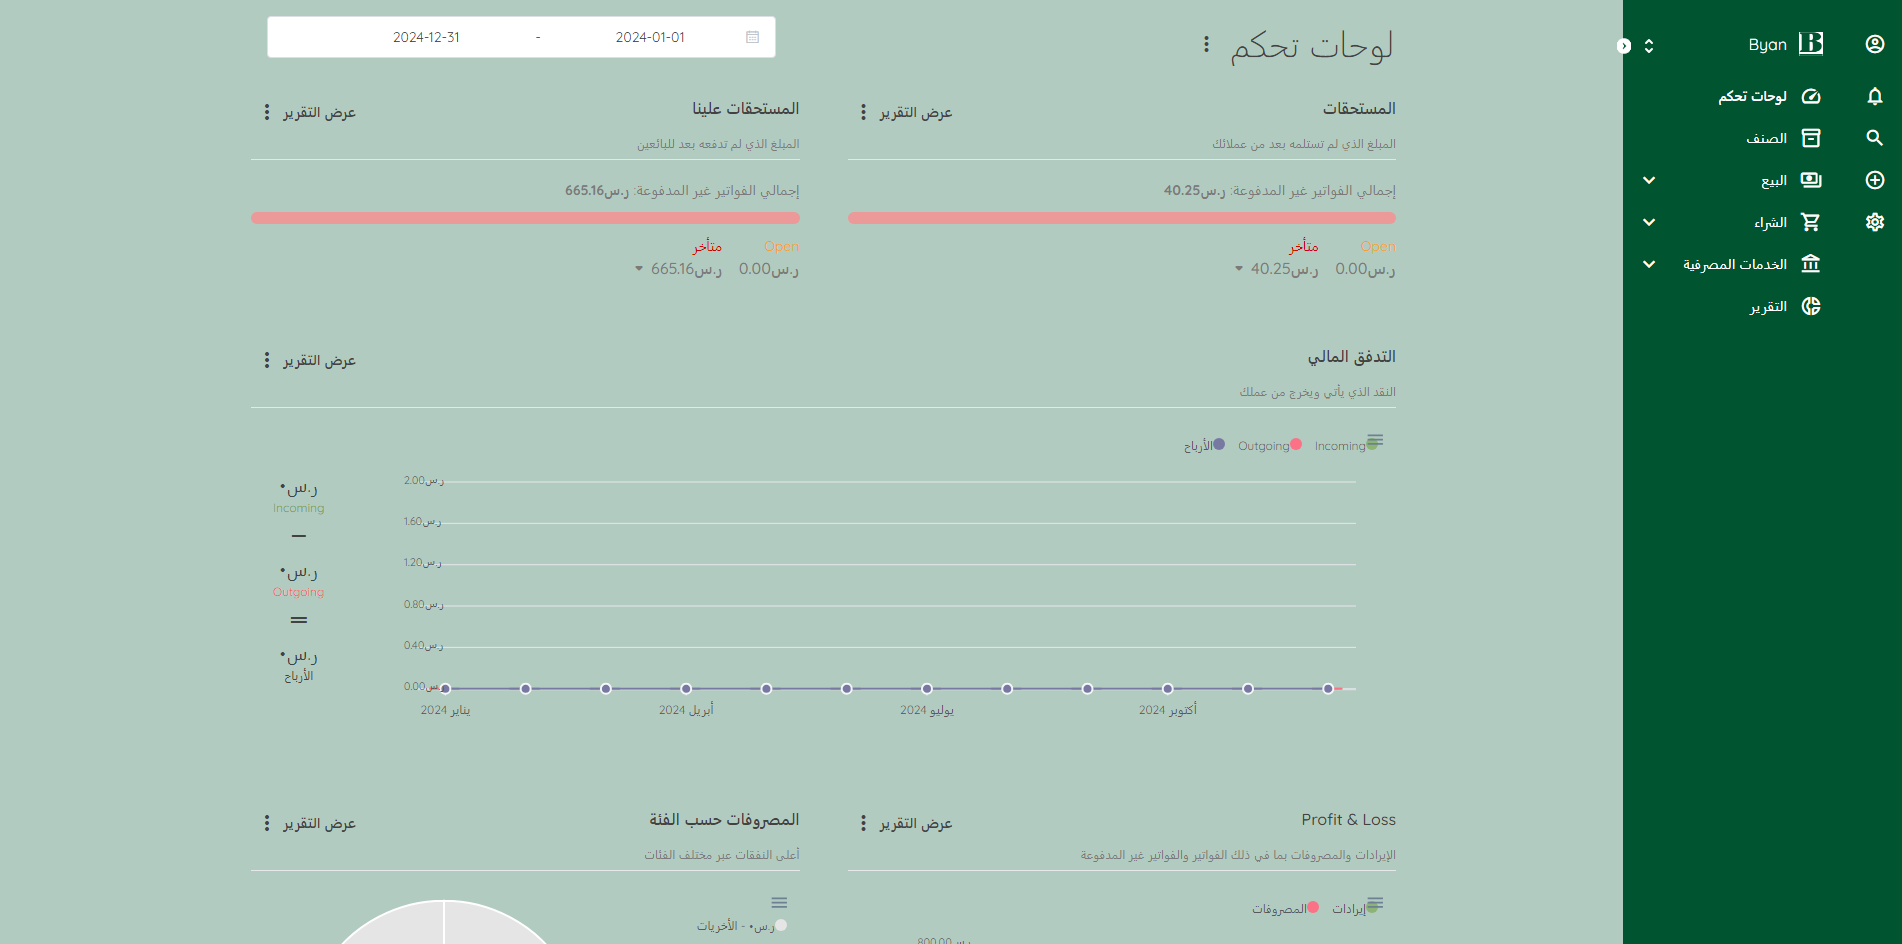 Byan
لوحات تحكم
الصنف
البيع
الشراء
الخدمات المصرفية
التقرير
لوحات تحكم
2024-01-01 - 2024-12-31
المستحقات
عرض التقرير
المبلغ الذي لم تستلمه بعد من عملائك
إجمالي الفواتير غير المدفوعة: ر.س40.25
Open
ر.س0.00
متأخر
ر.س40.25
المستحقات علينا
عرض التقرير
المبلغ الذي لم تدفعه بعد للبائعين
إجمالي الفواتير غير المدفوعة: ر.س665.16
Open
ر.س0.00
متأخر
ر.س665.16
التدفق المالي
عرض التقرير
النقد الذي يأتي ويخرج من عملك
Incoming
Outgoing
الأرباح
ر.س2.00
ر.س1.60
ر.س1.20
ر.س0.80
ر.س0.40
ر.س0.00
يناير 2024
أبريل 2024
يوليو 2024
أكتوبر 2024
ر.س٠
Incoming
ر.س٠
Outgoing
ر.س٠
الأرباح
Profit & Loss
عرض التقرير
الإيرادات والمصروفات بما في ذلك الفواتير والفواتير غير المدفوعة
إيرادات
المصروفات
ر.س800.00
المصروفات حسب الفئة
عرض التقرير
أعلى النفقات عبر مختلف الفئات
ر.س٠ - الأخريات